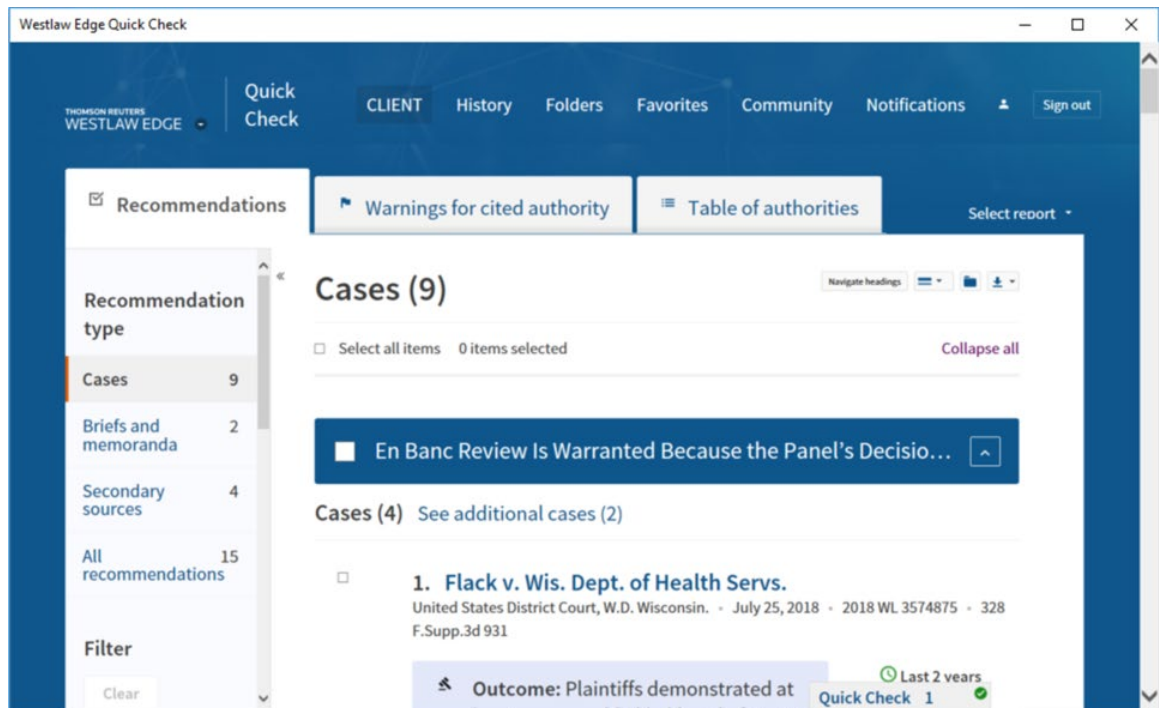 Westlaw Edge Quick Check
THOMSON REUTERS
WESTLAW EDGE
Quick
Check
CLIENT History Folders Favorites Community Notifications Sign out
Recommendations Warnings for cited authority Table of authorities Select report
Recommendation
type
Cases 9
Briefs and 2
memoranda
Secondary 4
sources
All 15
recommendations
Filter
Clear
Cases (9)
Navigate headings
Select all items 0 items selected Collapse all
En Banc Review Is Warranted Because the Panel's Decisio...
Cases (4) See additional cases (2)
1. Flack v. Wis. Dept. of Health Servs.
United States District Court, W.D. Wisconsin. • July 25, 2018 • 2018 WL 3574875 • 328
F.Supp.3d 931
Outcome: Plaintiffs demonstrated at
Last 2 years
Quick Check 1